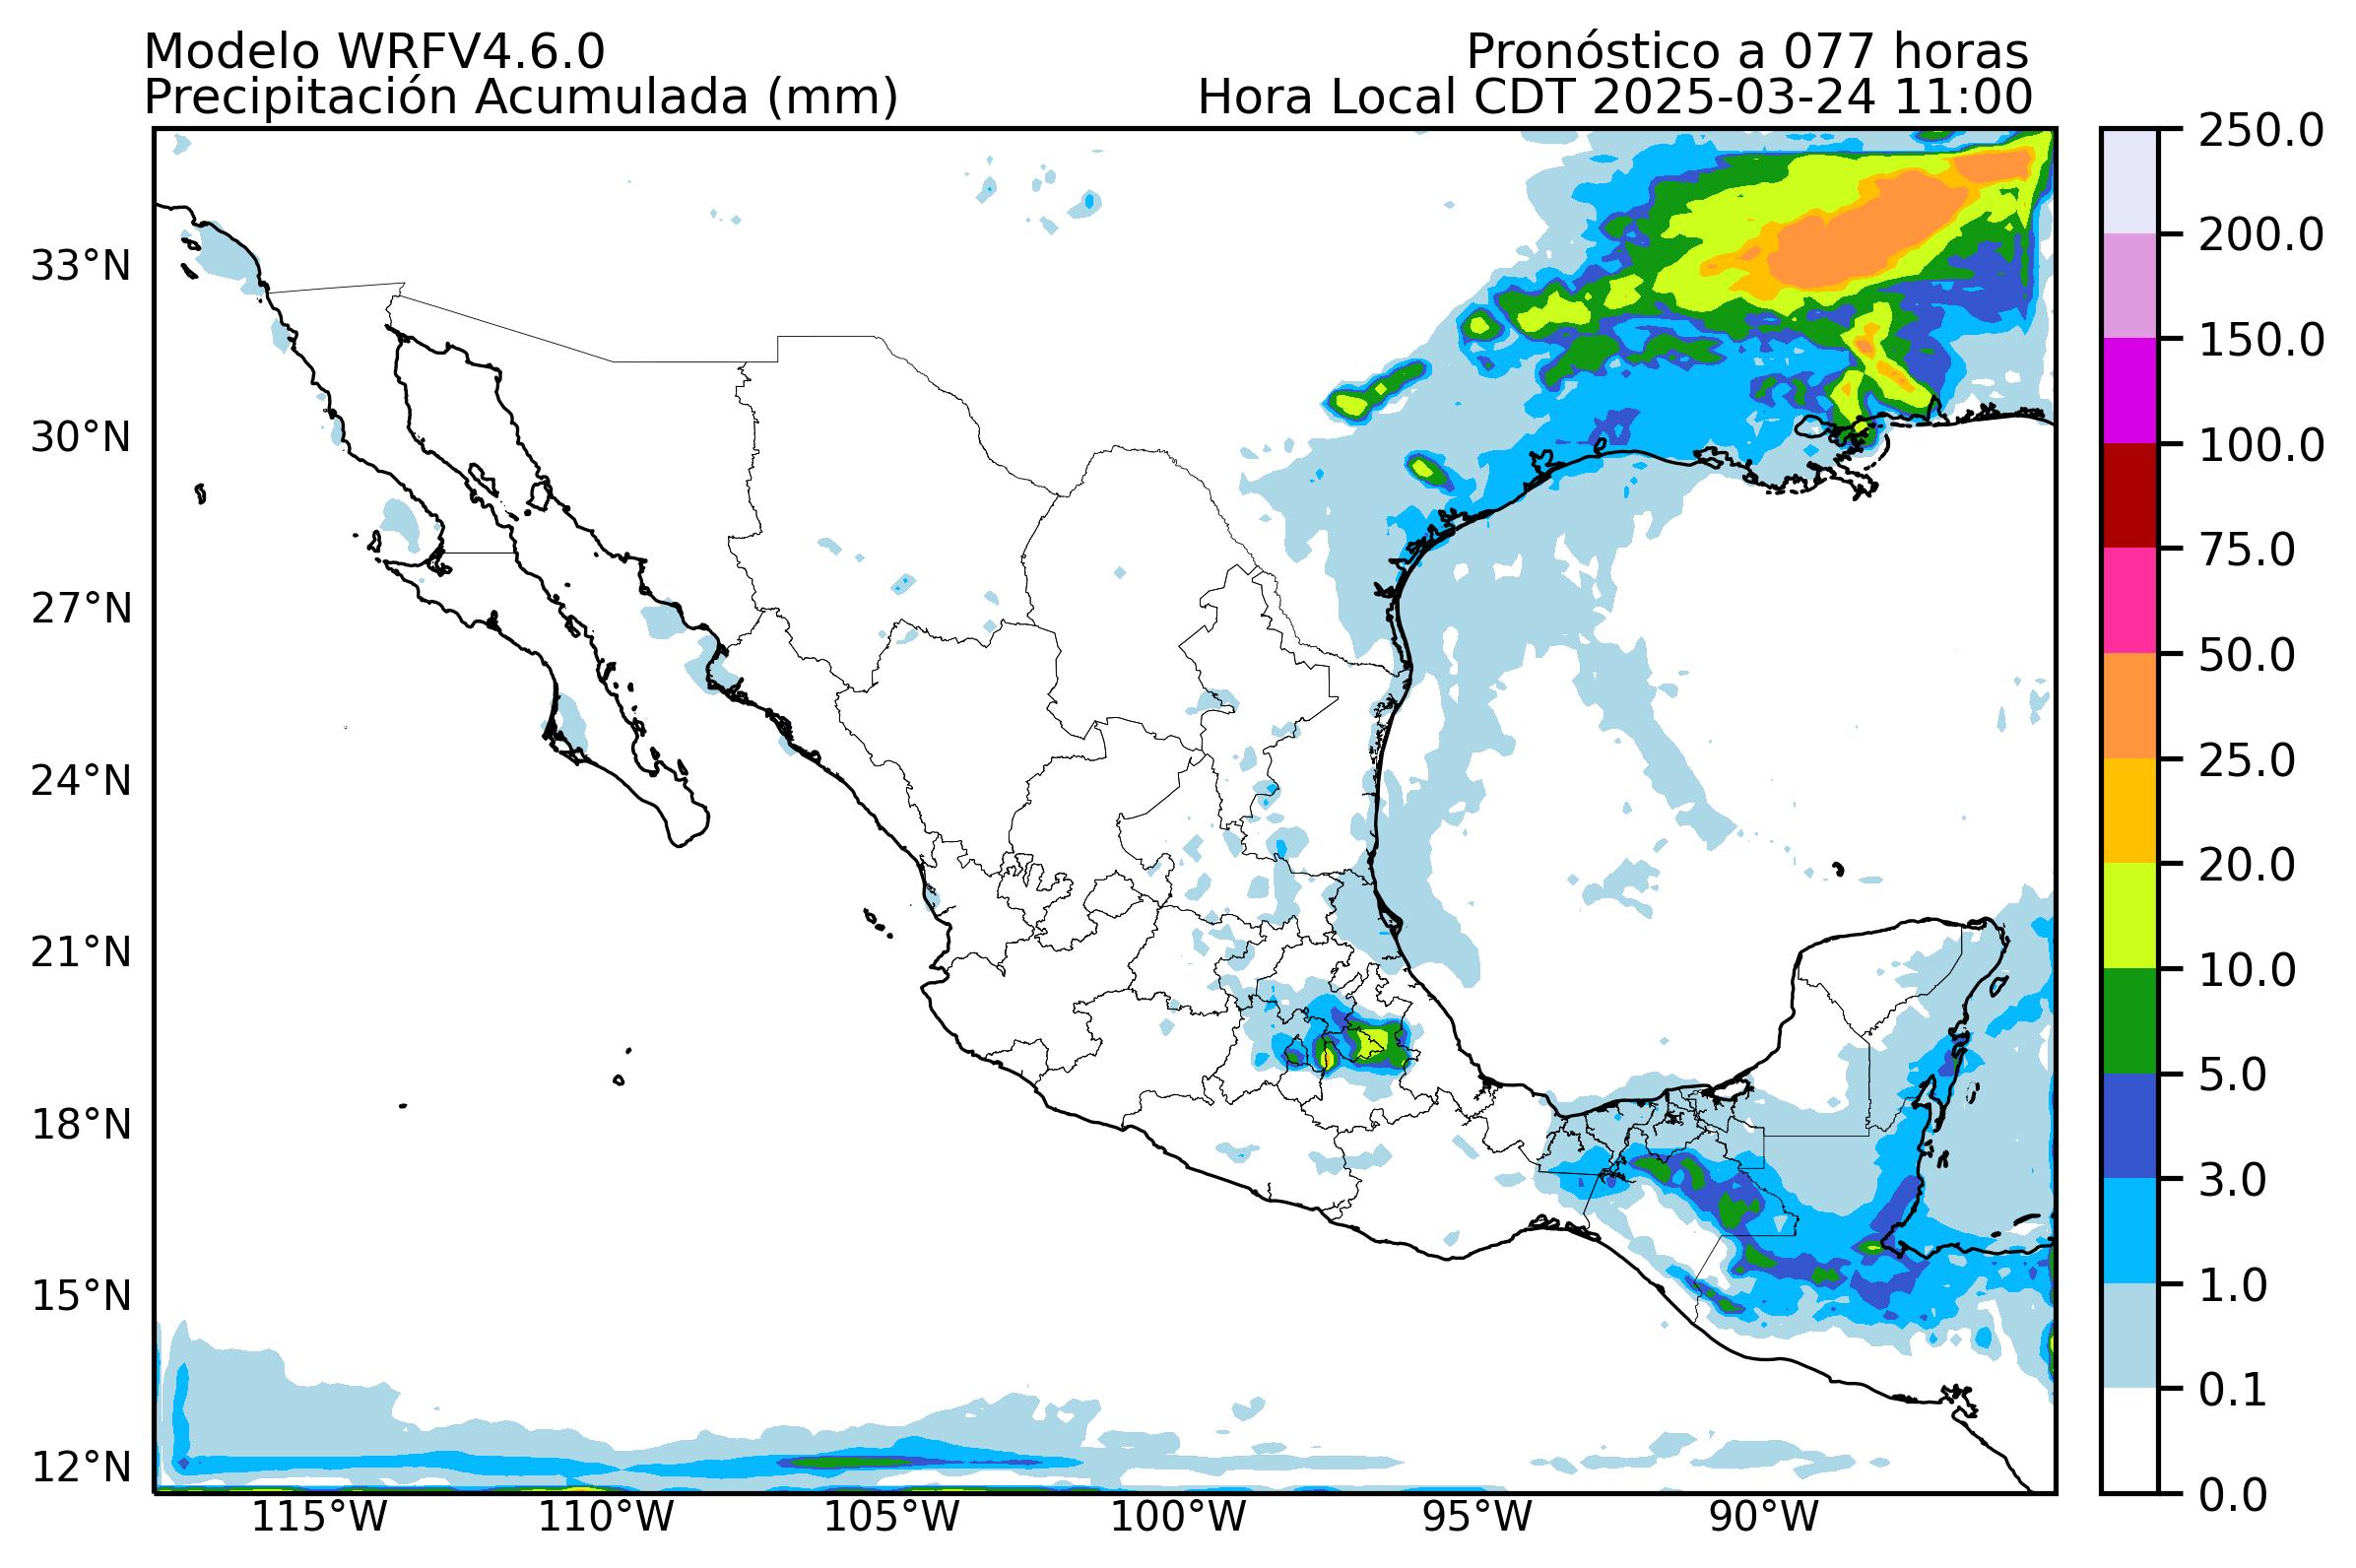 Modelo WRFV4.6.0
Pronóstico a 077 horas
Precipitación Acumulada (mm)
Hora Local CDT 2025-03-24 11:00
33°N
30°N
27°N
24°N
21°N
18°N
15°N
12°N
115°W
110°W
105°W
100°W
95°W
90°W
250.0
200.0
150.0
100.0
75.0
50.0
25.0
20.0
10.0
5.0
3.0
1.0
0.1
0.0